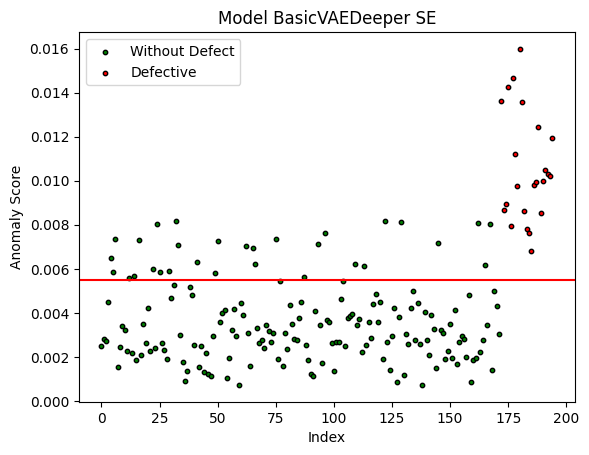 Model BasicVAEDeeper SE
Without Defect
Defective
Anomaly Score
0.016
0.014
0.012
0.010
0.008
0.006
0.004
0.002
0.000
0 25 50 75 100 125 150 175 200
Index